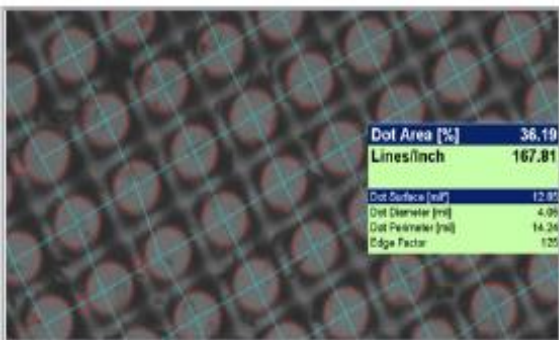 Dot Area [%] 36.19
Lines/Inch 167.81
Dot Surface [mil²] 12.85
Dot Diameter [mil] 4.05
Dot Perimeter [mil] 14.24
Edge Factor 125